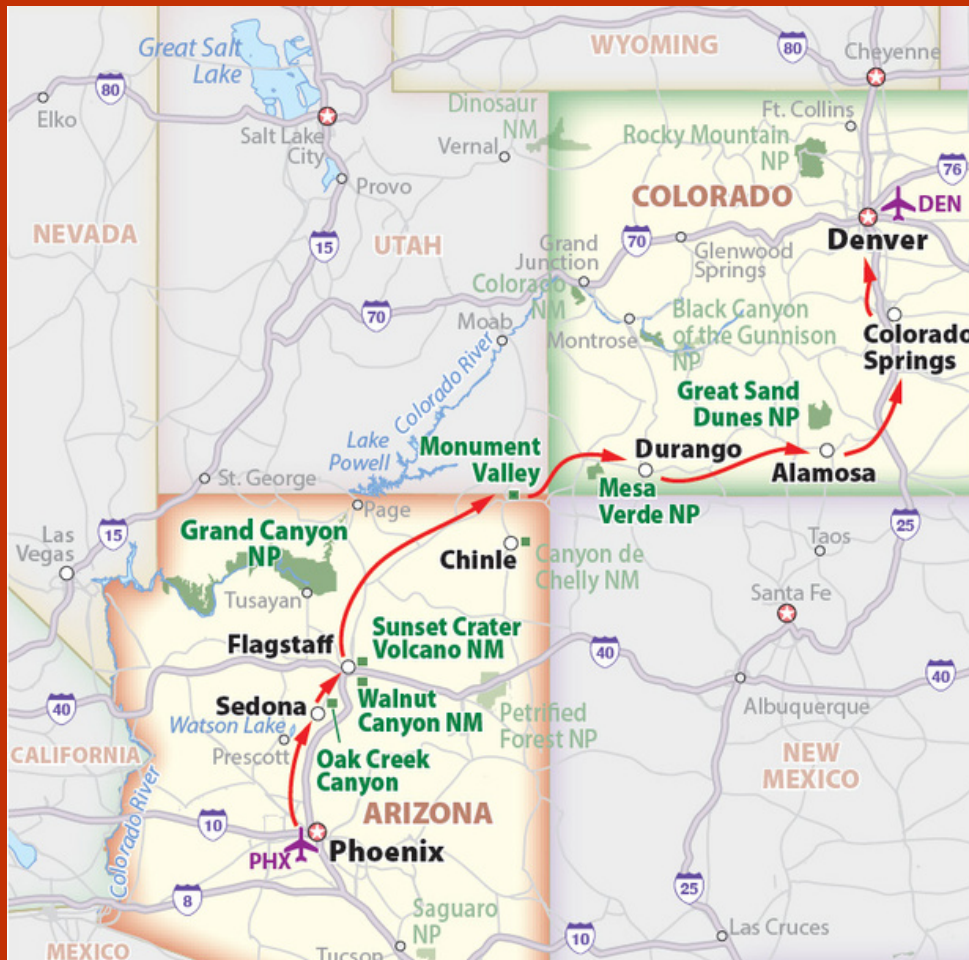 Great Salt
Lake
WYOMING
80
Cheyenne
80
Elko
Salt Lake
City
Dinosaur
NM
Vernal
Ft. Collins
Rocky Mountain
NP
76
Provo
COLORADO
DEN
NEVADA
15
UTAH
Grand
Junction
70
Glenwood
Springs
Denver
Colorado
NM
70
Moab
Montrose
Black Canyon
of the Gunnison
NP
Colorado
Springs
Colorado River
Great Sand
Dunes NP
Lake
Powell
Monument
Valley
Durango
Alamosa
St. George
Page
Mesa
Verde NP
Las
Vegas
15
Grand Canyon
NP
25
Taos
Chinle
Canyon de
Chelly NM
Tusayan
Santa Fe
Flagstaff
Sunset Crater
Volcano NM
40
40
40
Sedona
Walnut
Canyon NM
Albuquerque
Watson Lake
Prescott
Petrified
Forest NP
CALIFORNIA
Oak Creek
Canyon
NEW
MEXICO
Colorado River
10
ARIZONA
PHX
Phoenix
8
25
Saguaro
NP
Las Cruces
10
MEXICO
Tucson